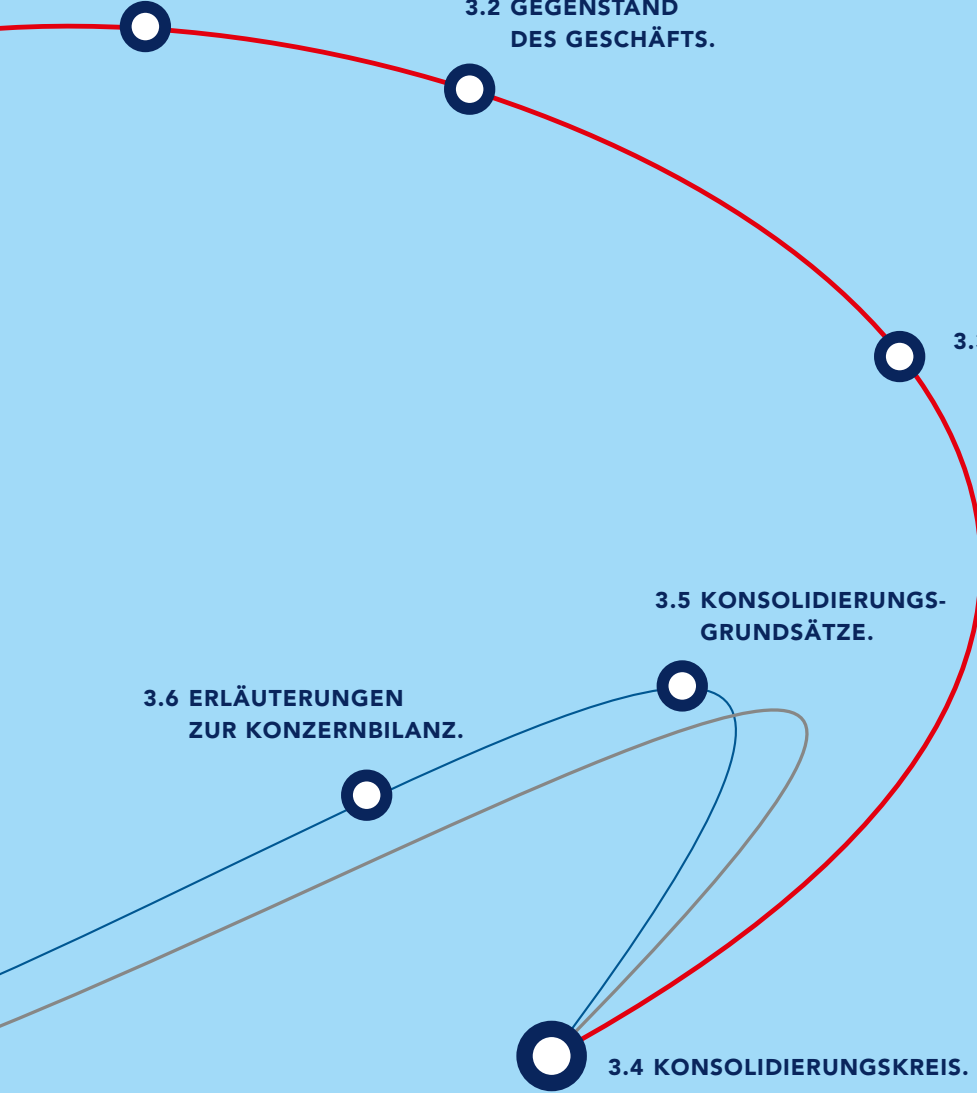 3.2 GEGENSTAND
DES GESCHÄFTS.
3.5 KONSOLIDIERUNGS-
GRUNDSÄTZE.
3.6 ERLÄUTERUNGEN
ZUR KONZERNBILANZ.
3.4 KONSOLIDIERUNGSKREIS.